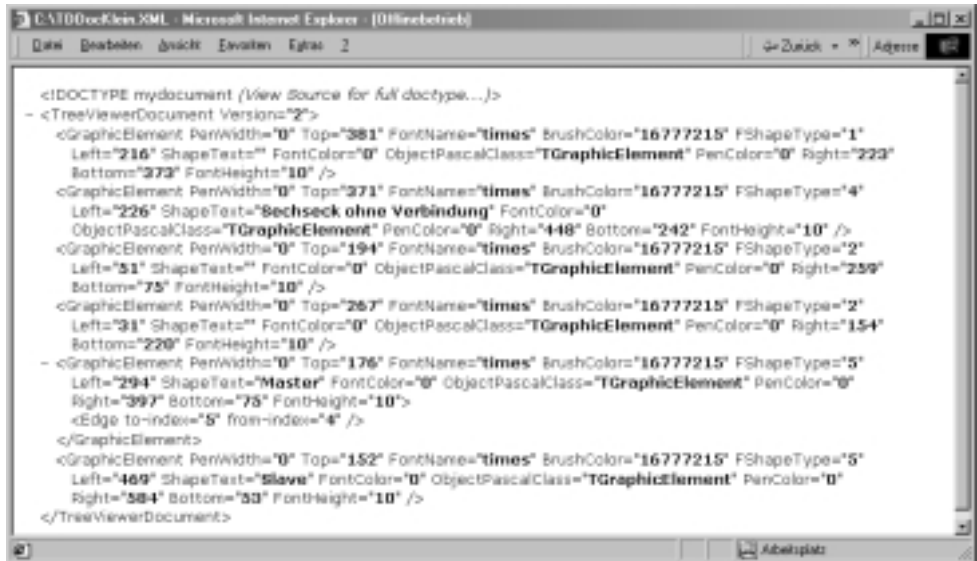 C:\TDDocKlein.XML - Microsoft Internet Explorer - [Offlinebetrieb]
Datei Bearbeiten Ansicht Favoriten Extras ? Zurück » Adresse
<!DOCTYPE mydocument (View Source for full doctype...)>
- <TreeViewerDocument Version="2">
<GraphicElement PenWidth="0" Top="381" FontName="times" BrushColor="16777215" FShapeType="1"
Left="216" ShapeText="" FontColor="0" ObjectPascalClass="TGraphicElement" PenColor="0" Right="223"
Bottom="373" FontHeight="10" />
<GraphicElement PenWidth="0" Top="371" FontName="times" BrushColor="16777215" FShapeType="4"
Left="226" ShapeText="Sechseck ohne Verbindung" FontColor="0"
ObjectPascalClass="TGraphicElement" PenColor="0" Right="448" Bottom="242" FontHeight="10" />
<GraphicElement PenWidth="0" Top="194" FontName="times" BrushColor="16777215" FShapeType="2"
Left="51" ShapeText="" FontColor="0" ObjectPascalClass="TGraphicElement" PenColor="0" Right="259"
Bottom="75" FontHeight="10" />
<GraphicElement PenWidth="0" Top="267" FontName="times" BrushColor="16777215" FShapeType="2"
Left="31" ShapeText="" FontColor="0" ObjectPascalClass="TGraphicElement" PenColor="0" Right="154"
Bottom="220" FontHeight="10" />
- <GraphicElement PenWidth="0" Top="176" FontName="times" BrushColor="16777215" FShapeType="5"
Left="294" ShapeText="Master" FontColor="0" ObjectPascalClass="TGraphicElement" PenColor="0"
Right="397" Bottom="75" FontHeight="10">
<Edge to-index="5" from-index="4" />
</GraphicElement>
<GraphicElement PenWidth="0" Top="152" FontName="times" BrushColor="16777215" FShapeType="5"
Left="469" ShapeText="Slave" FontColor="0" ObjectPascalClass="TGraphicElement" PenColor="0"
Right="584" Bottom="53" FontHeight="10" />
</TreeViewerDocument>
Arbeitsplatz